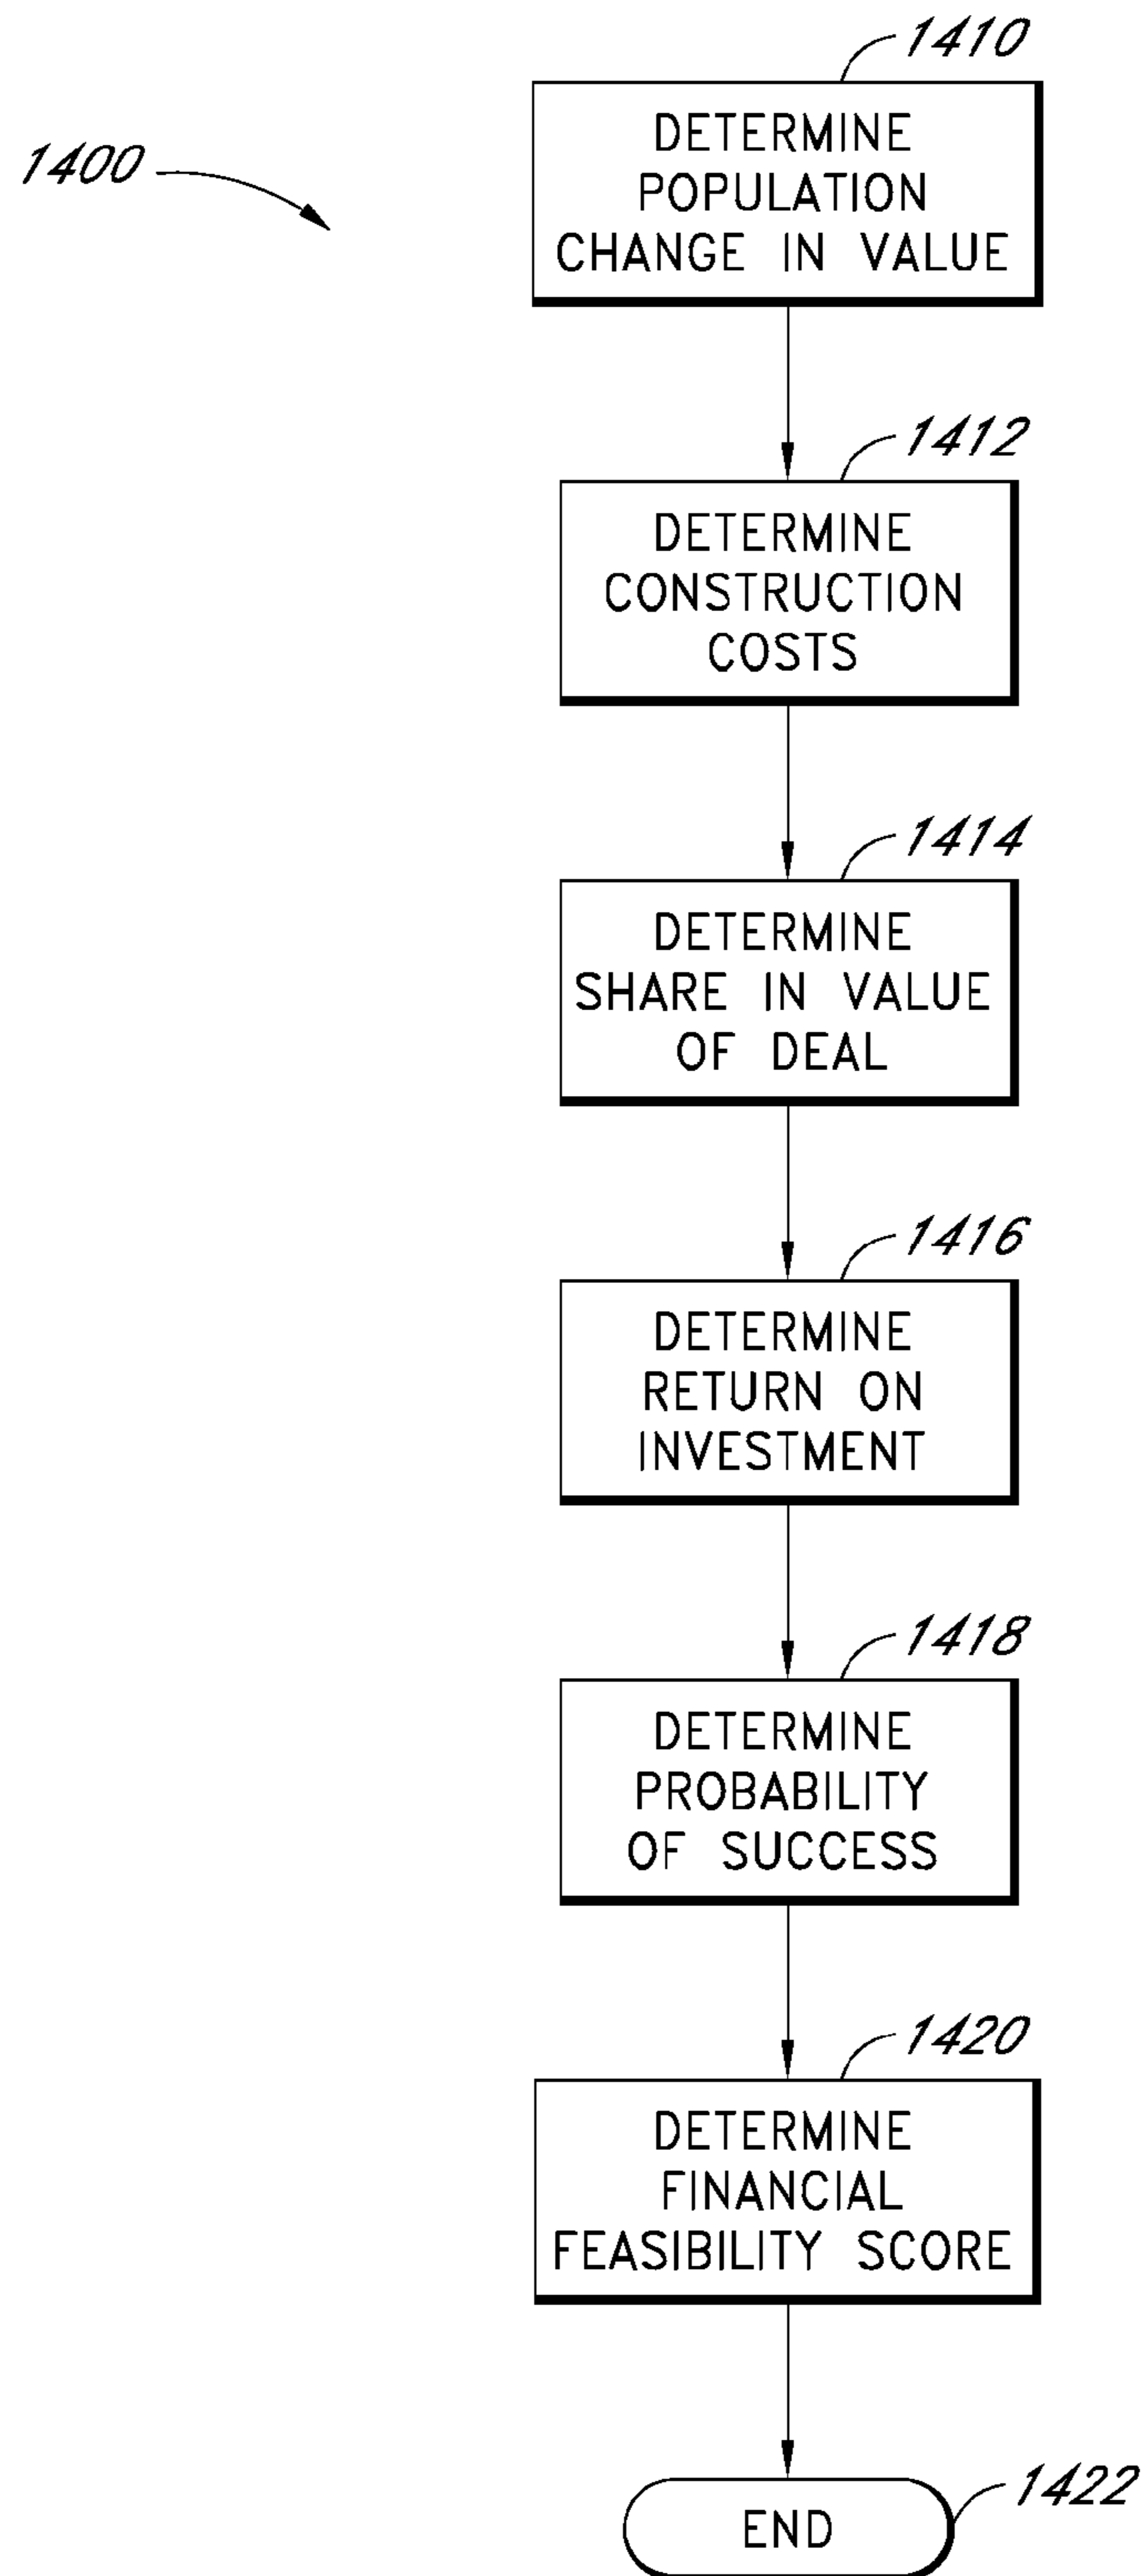 1400
1410
DETERMINE
POPULATION
CHANGE IN VALUE
1412
DETERMINE
CONSTRUCTION
COSTS
1414
DETERMINE
SHARE IN VALUE
OF DEAL
1416
DETERMINE
RETURN ON
INVESTMENT
1418
DETERMINE
PROBABILITY
OF SUCCESS
1420
DETERMINE
FINANCIAL
FEASIBILITY SCORE
1422
END